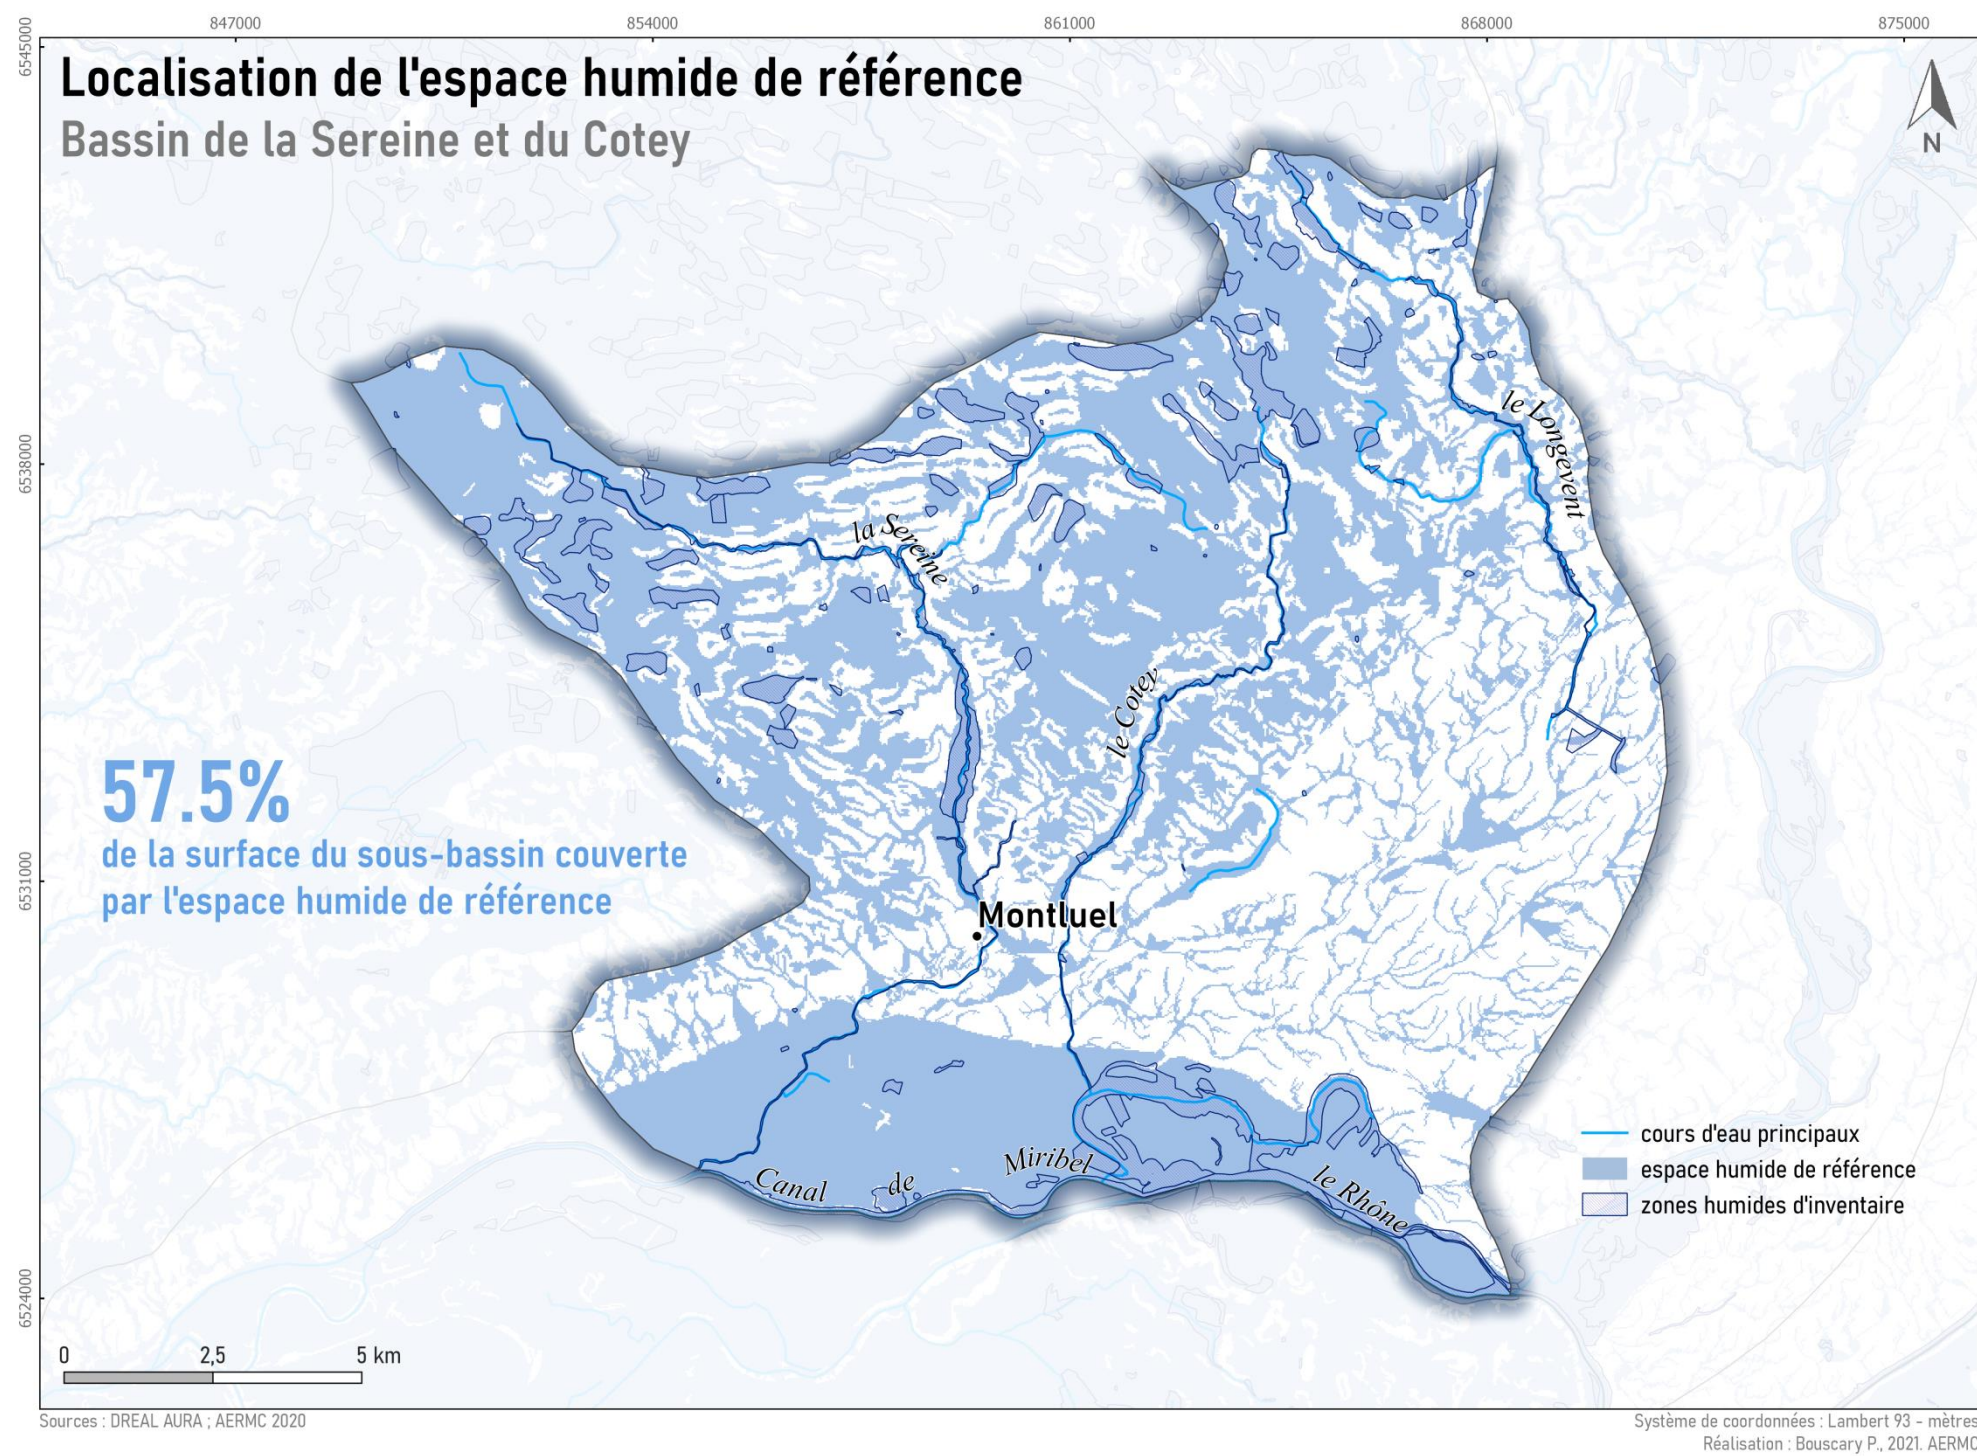 847000
854000
861000
868000
875000
6545000
Localisation de l'espace humide de référence
Bassin de la Sereine et du Cotey
N
6538000
le Longevent
la Sereine
le Cotey
57.5%
de la surface du sous-bassin couverte
par l'espace humide de référence
6531000
Montluel
cours d'eau principaux
espace humide de référence
zones humides d'inventaire
Canal de Miribel
le Rhône
6524000
0 2,5 5 km
Sources : DREAL AURA ; AERMC 2020
Système de coordonnées : Lambert 93 - mètres
Réalisation : Bouscary P., 2021. AERMC